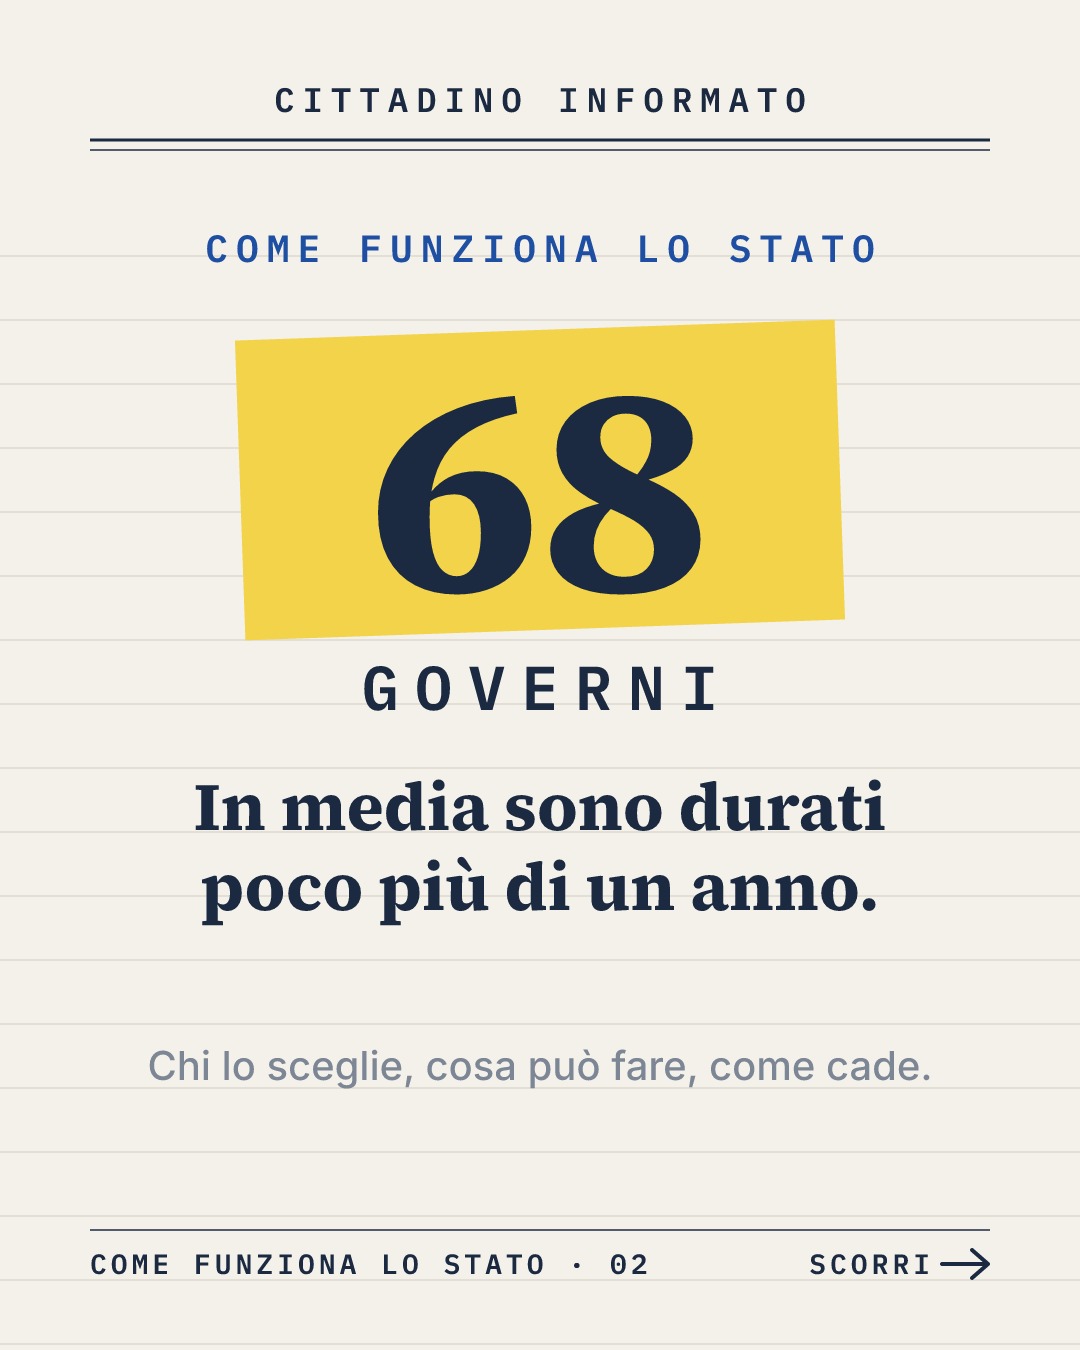 CITTADINO INFORMATO
COME FUNZIONA LO STATO
68
GOVERNI
In media sono durati
poco più di un anno.
Chi lo sceglie, cosa può fare, come cade.
COME FUNZIONA LO STATO · 02
SCORRI